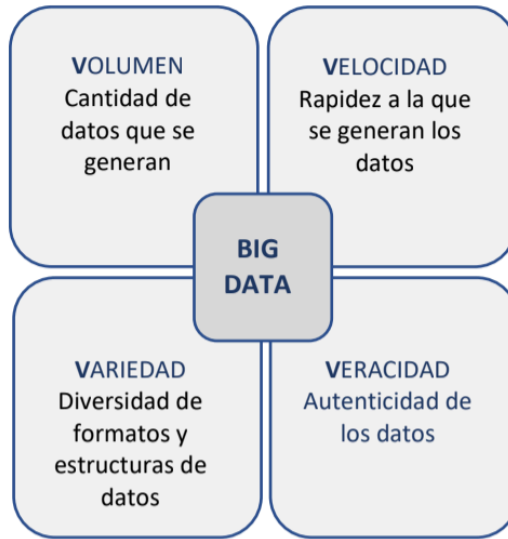 VOLUMEN
Cantidad de
datos que se
generan
VELOCIDAD
Rapidez a la que
se generan los
datos
BIG
DATA
VARIEDAD
Diversidad de
formatos y
estructuras de
datos
VERACIDAD
Autenticidad de
los datos